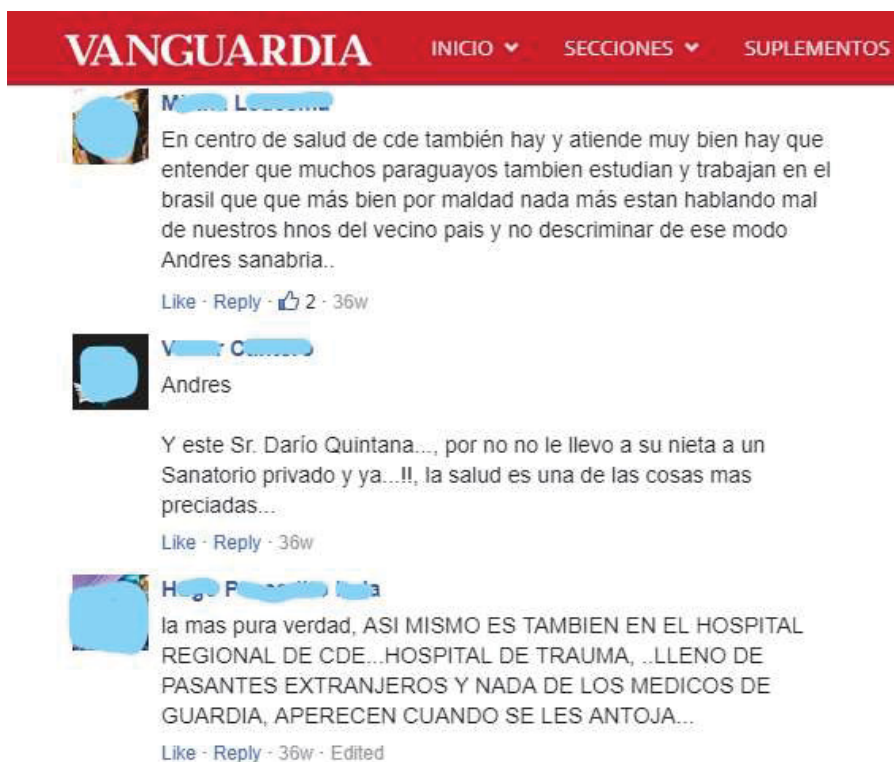 VANGUARDIA INICIO SECCIONES SUPLEMENTOS
En centro de salud de cde también hay y atiende muy bien hay que
entender que muchos paraguayos tambien estudian y trabajan en el
brasil que que más bien por maldad nada más estan hablando mal
de nuestros hnos del vecino pais y no descriminar de ese modo
Andres sanabria..
Like · Reply · 2 · 36w
Andres
Y este Sr. Darío Quintana..., por no no le llevo a su nieta a un
Sanatorio privado y ya...!!, la salud es una de las cosas mas
preciadas...
Like · Reply · 36w
la mas pura verdad, ASI MISMO ES TAMBIEN EN EL HOSPITAL
REGIONAL DE CDE...HOSPITAL DE TRAUMA, ..LLENO DE
PASANTES EXTRANJEROS Y NADA DE LOS MEDICOS DE
GUARDIA, APERECEN CUANDO SE LES ANTOJA...
Like · Reply · 36w · Edited